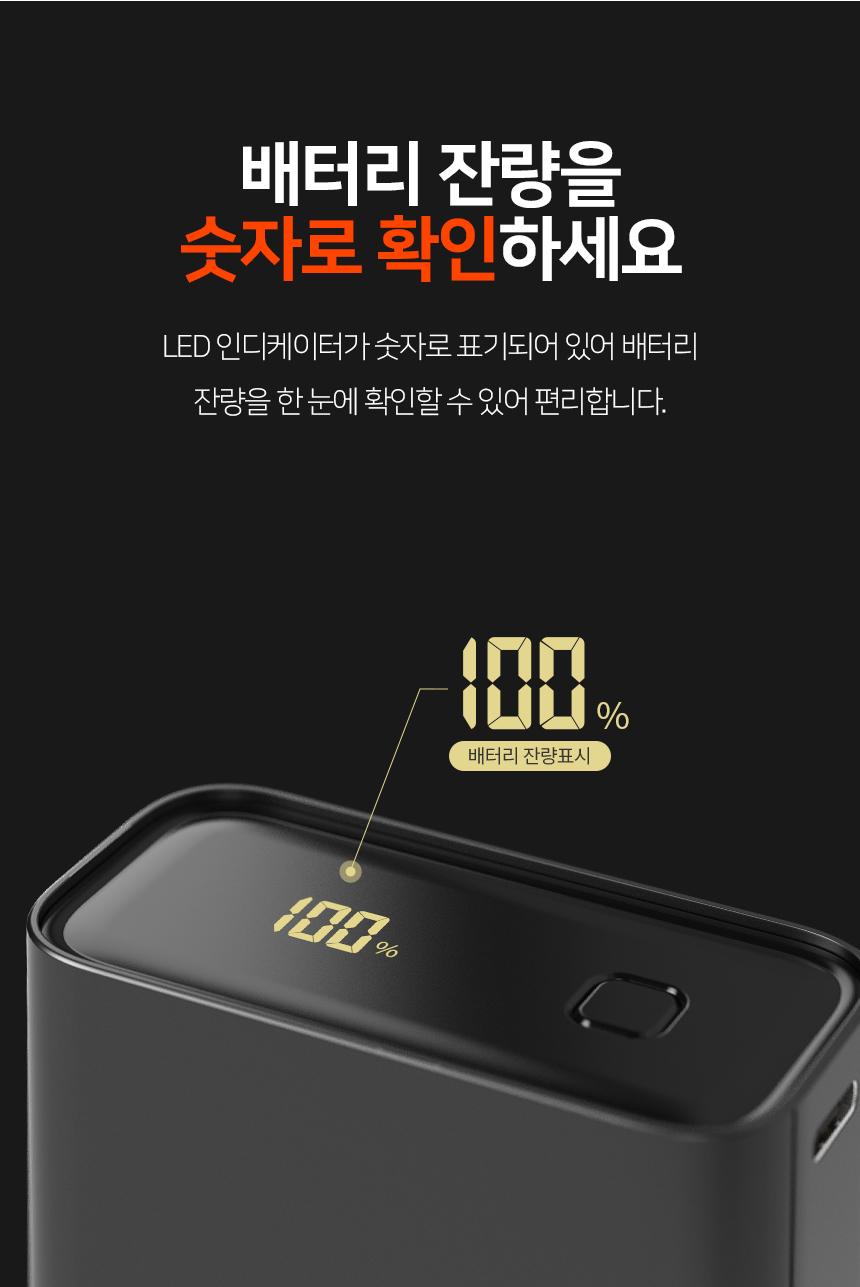 배터리 잔량을
숫자로 확인하세요
LED 인디케이터가 숫자로 표기되어 있어 배터리
잔량을 한 눈에 확인할 수 있어 편리합니다.
100%
배터리 잔량표시
100%